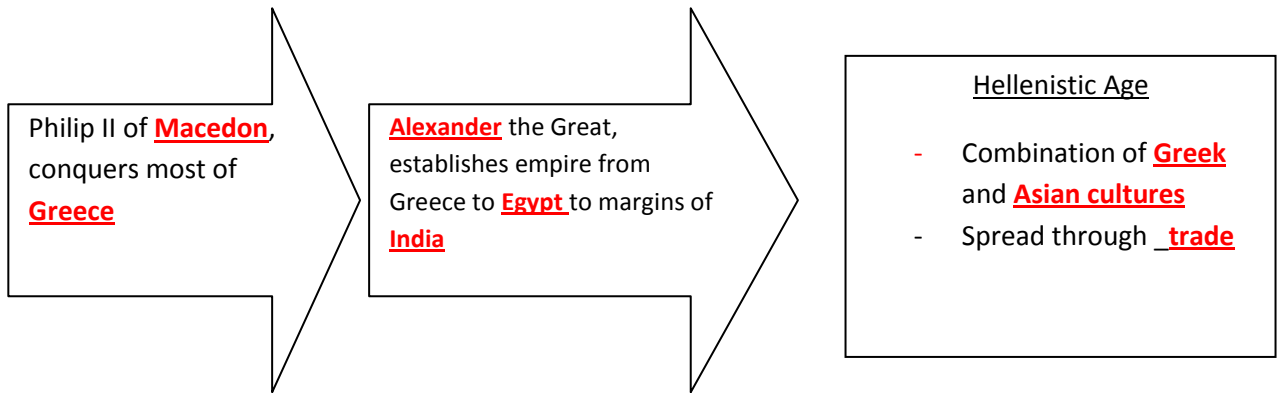 Philip II of Macedon,
conquers most of
Greece
Alexander the Great,
establishes empire from
Greece to Egypt to margins of
India
Hellenistic Age
- Combination of Greek
and Asian cultures
- Spread through _trade